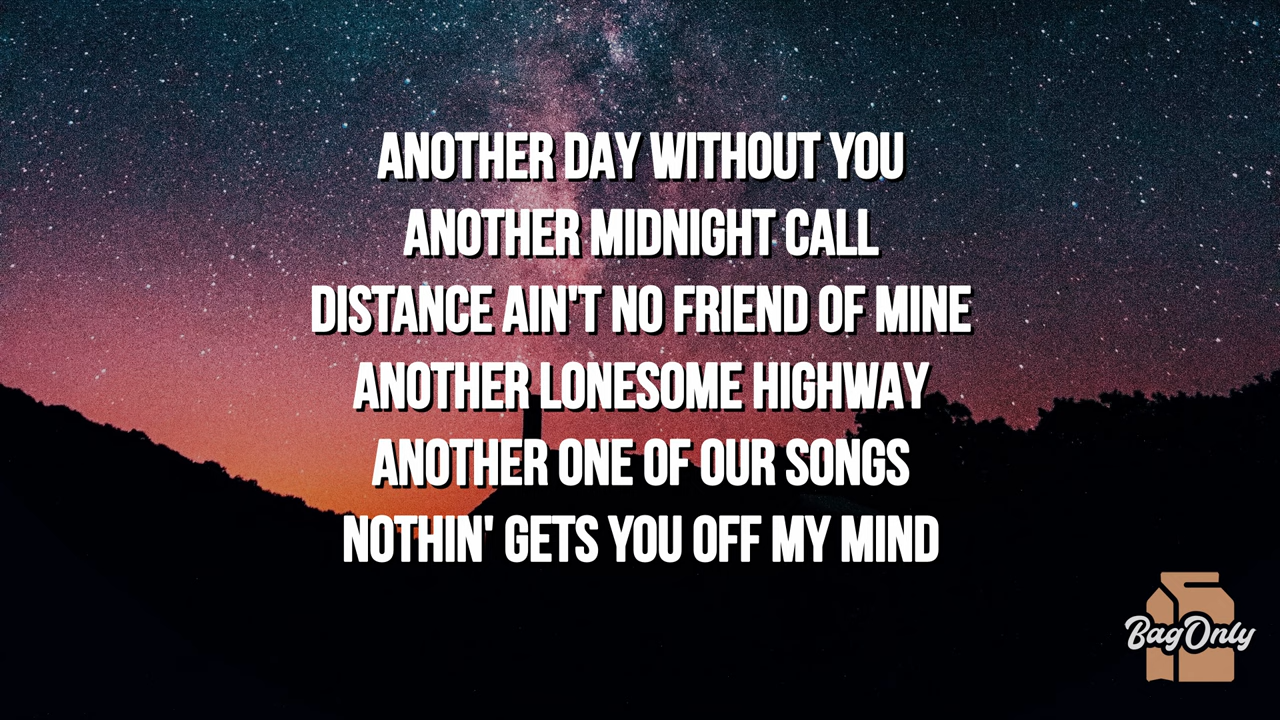 ANOTHER DAY WITHOUT YOU
ANOTHER MIDNIGHT CALL
DISTANCE AIN'T NO FRIEND OF MINE
ANOTHER LONESOME HIGHWAY
ANOTHER ONE OF OUR SONGS
NOTHIN' GETS YOU OFF MY MIND
BagOnly